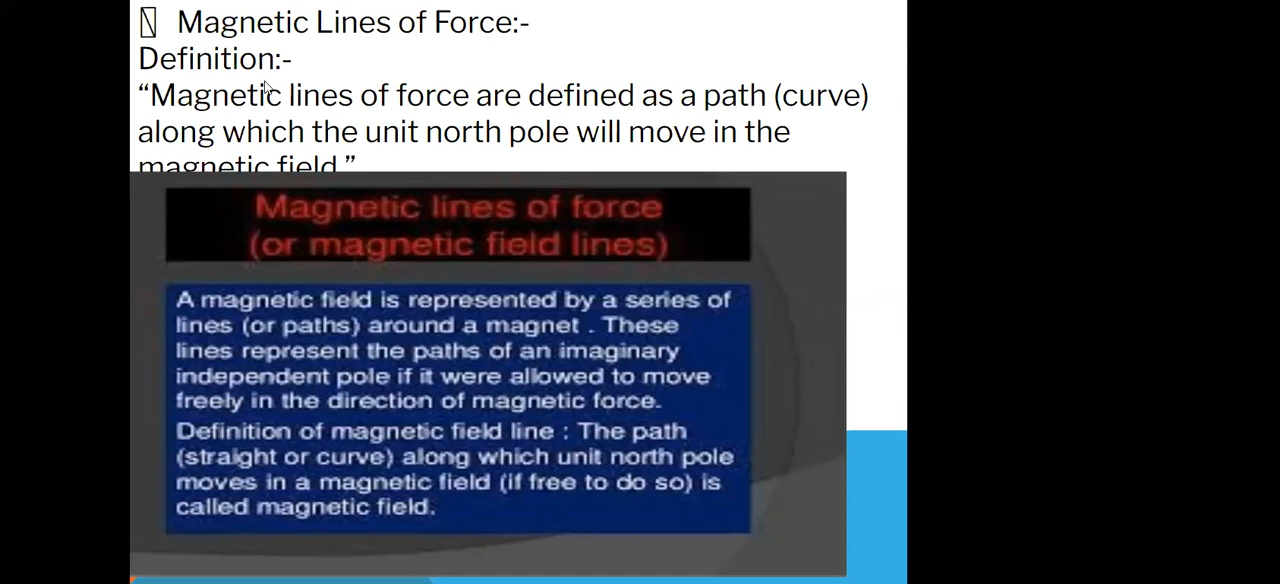 Magnetic Lines of Force:-
Definition:-
“Magnetic lines of force are defined as a path (curve)
along which the unit north pole will move in the
magnetic field.”
Magnetic lines of force
(or magnetic field lines)
A magnetic field is represented by a series of
lines (or paths) around a magnet . These
lines represent the paths of an imaginary
independent pole if it were allowed to move
freely in the direction of magnetic force.
Definition of magnetic field line : The path
(straight or curve) along which unit north pole
moves in a magnetic field (if free to do so) is
called magnetic field.